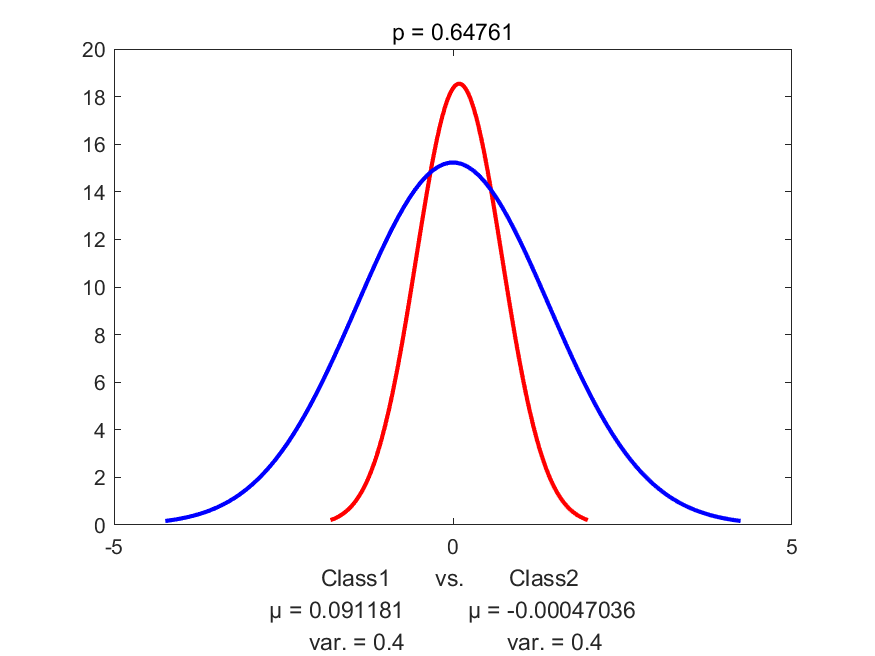 p = 0.64761
20
18
16
14
12
10
8
6
4
2
0
-5 0 5
Class1 vs. Class2
μ = 0.091181 μ = -0.00047036
var. = 0.4 var. = 0.4